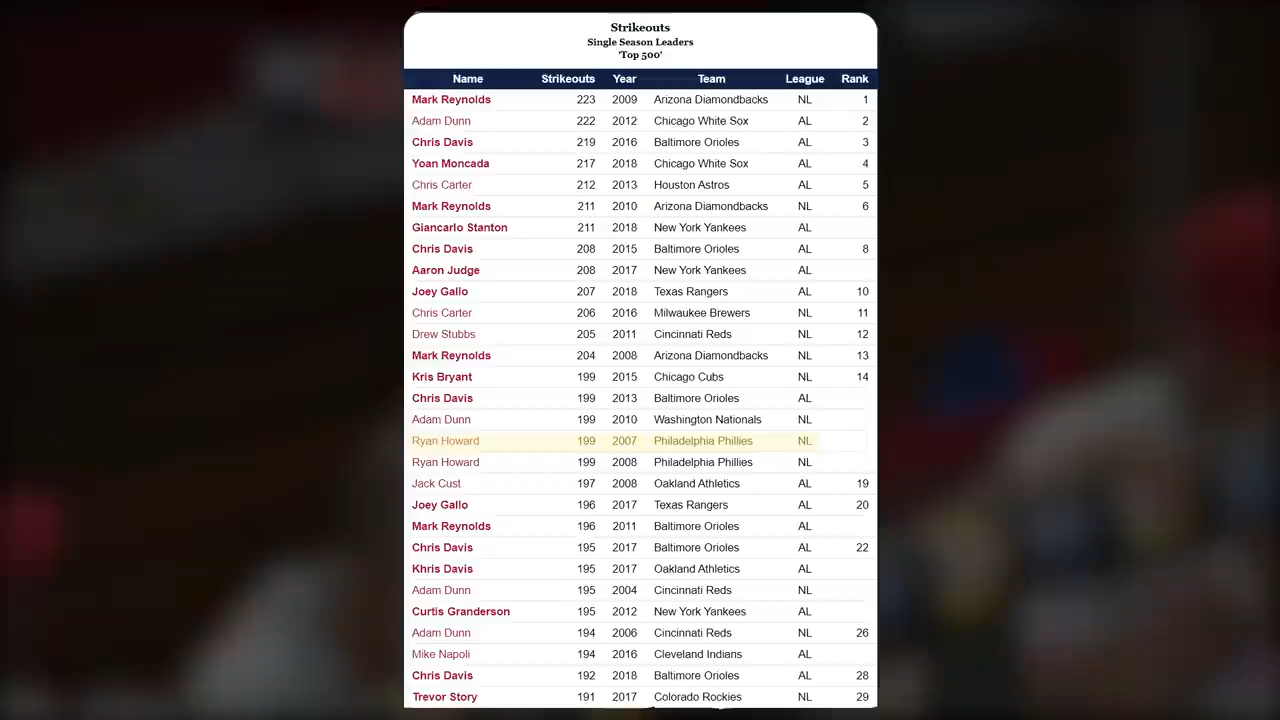 Strikeouts
Single Season Leaders
'Top 500'
Name Strikeouts Year Team League Rank
Mark Reynolds 223 2009 Arizona Diamondbacks NL 1
Adam Dunn 222 2012 Chicago White Sox AL 2
Chris Davis 219 2016 Baltimore Orioles AL 3
Yoan Moncada 217 2018 Chicago White Sox AL 4
Chris Carter 212 2013 Houston Astros AL 5
Mark Reynolds 211 2010 Arizona Diamondbacks NL 6
Giancarlo Stanton 211 2018 New York Yankees AL
Chris Davis 208 2015 Baltimore Orioles AL 8
Aaron Judge 208 2017 New York Yankees AL
Joey Gallo 207 2018 Texas Rangers AL 10
Chris Carter 206 2016 Milwaukee Brewers NL 11
Drew Stubbs 205 2011 Cincinnati Reds NL 12
Mark Reynolds 204 2008 Arizona Diamondbacks NL 13
Kris Bryant 199 2015 Chicago Cubs NL 14
Chris Davis 199 2013 Baltimore Orioles AL
Adam Dunn 199 2010 Washington Nationals NL
Ryan Howard 199 2007 Philadelphia Phillies NL
Ryan Howard 199 2008 Philadelphia Phillies NL
Jack Cust 197 2008 Oakland Athletics AL 19
Joey Gallo 196 2017 Texas Rangers AL 20
Mark Reynolds 196 2011 Baltimore Orioles AL
Chris Davis 195 2017 Baltimore Orioles AL 22
Khris Davis 195 2017 Oakland Athletics AL
Adam Dunn 195 2004 Cincinnati Reds NL
Curtis Granderson 195 2012 New York Yankees AL
Adam Dunn 194 2006 Cincinnati Reds NL 26
Mike Napoli 194 2016 Cleveland Indians AL
Chris Davis 192 2018 Baltimore Orioles AL 28
Trevor Story 191 2017 Colorado Rockies NL 29